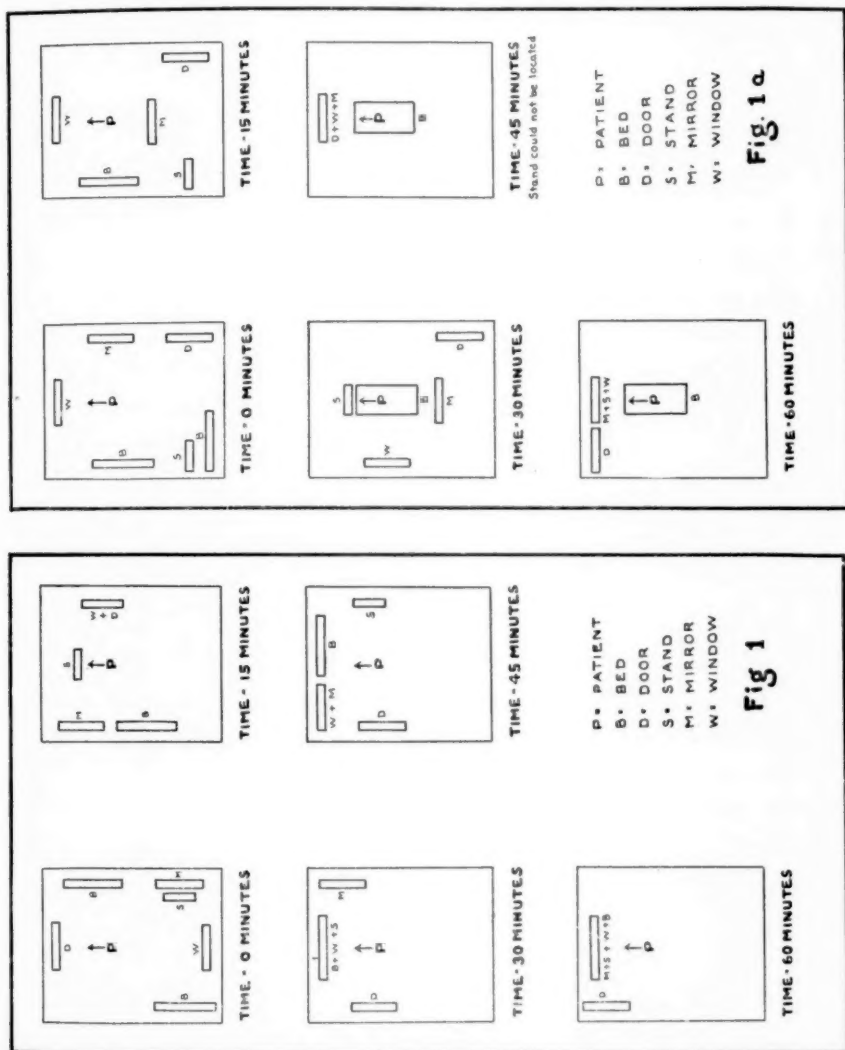 D
B
P
M
S
B
W
TIME = 0 MINUTES
B
W + D
M
P
B
TIME - 15 MINUTES
B + W + S
M
P
D
TIME-30 MINUTES
W + M
B
S
P
D
TIME-45 MINUTES
D
M+S+W+B
P
TIME-60 MINUTES
P= PATIENT
B= BED
D= DOOR
S= STAND
M= MIRROR
W= WINDOW
Fig 1
W
M
P
B
D
S
B
TIME = 0 MINUTES
W
P
B
M
D
S
TIME-15 MINUTES
S
W
P
B
M
D
TIME-30 MINUTES
D+W+M
P
B
TIME-45 MINUTES
Stand could not be located
D
M+S+W
P
B
TIME-60 MINUTES
P= PATIENT
B= BED
D= DOOR
S= STAND
M= MIRROR
W= WINDOW
Fig. 1a